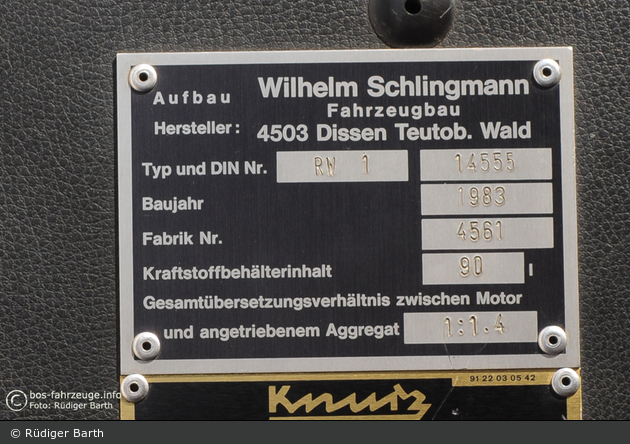 Aufbau Wilhelm Schlingmann
Fahrzeugbau
Hersteller: 4503 Dissen Teutob. Wald
Typ und DIN Nr. RW 1 14555
Baujahr 1983
Fabrik Nr. 4561
Kraftstoffbehälterinhalt 90 l
Gesamtübersetzungsverhältnis zwischen Motor
und angetriebenem Aggregat 1:1.4
91 22 03 05 42
Knurz
© bos-fahrzeuge.info
Foto: Rüdiger Barth
© Rüdiger Barth